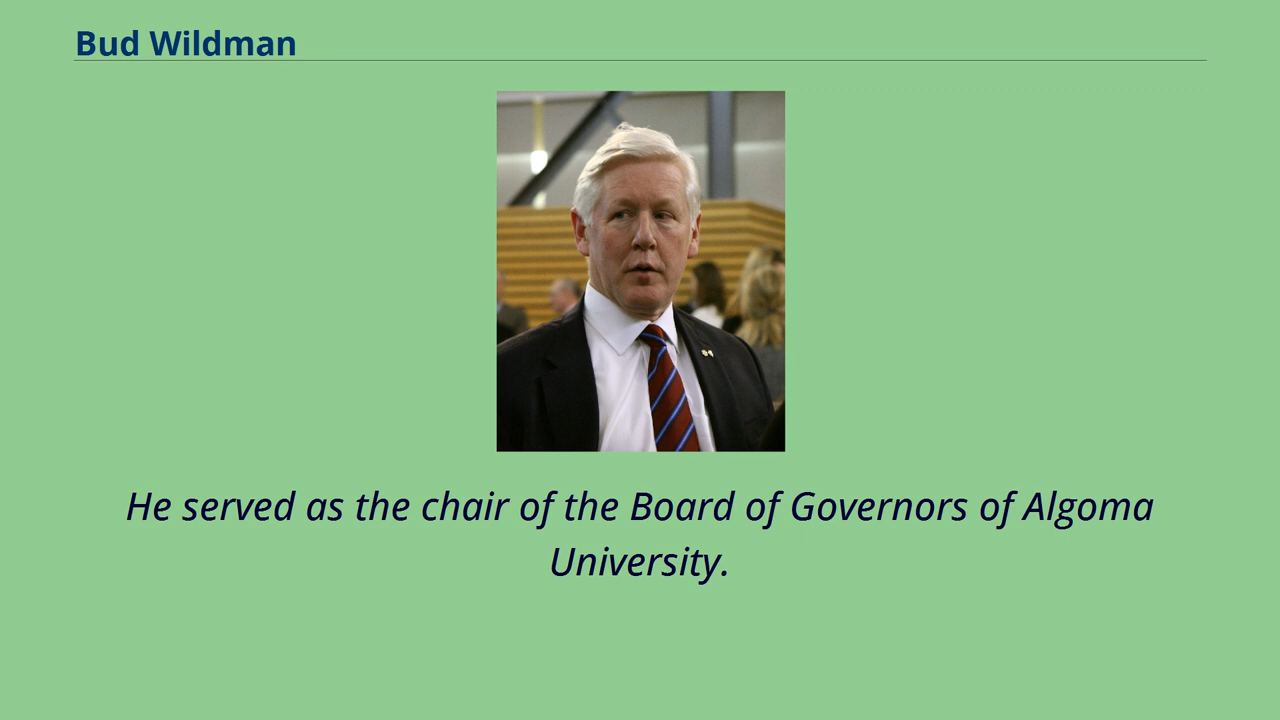 Bud Wildman
He served as the chair of the Board of Governors of Algoma
University.